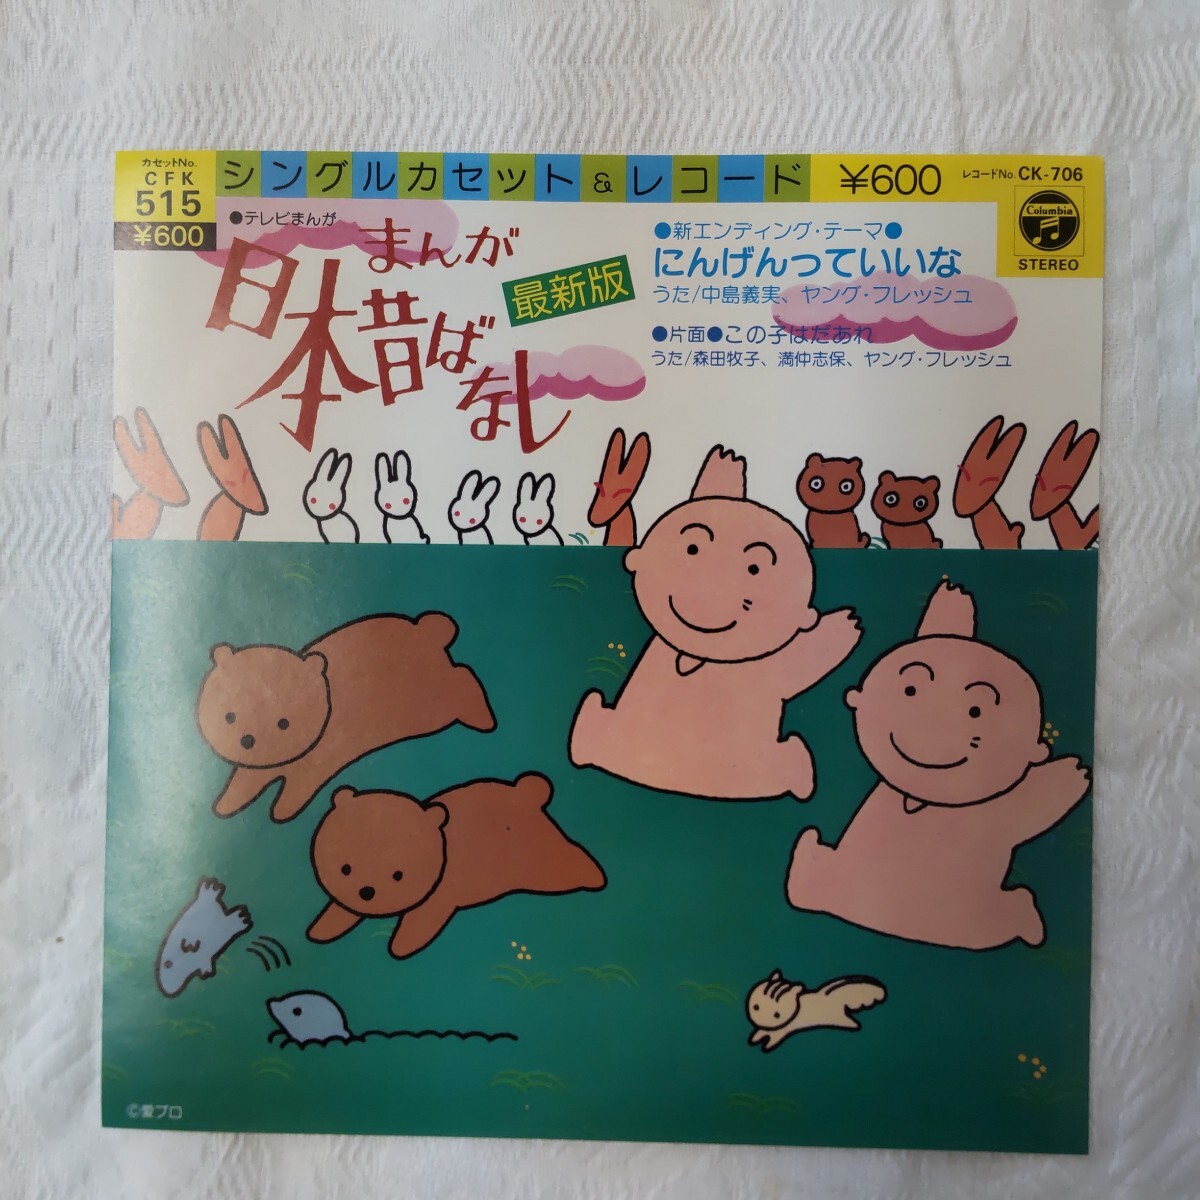 カセットNo.
CFK
515
¥600
シングルカセット&レコード
¥600
レコードNo. CK-706
Columbia
STEREO
●テレビまんが
まんが
日本昔ばなし
最新版
●新エンディング・テーマ●
にんげんっていいな
うた/中島義実、ヤング・フレッシュ
●片面●この子はだあれ
うた/森田牧子、満仲志保、ヤング・フレッシュ
©愛プロ